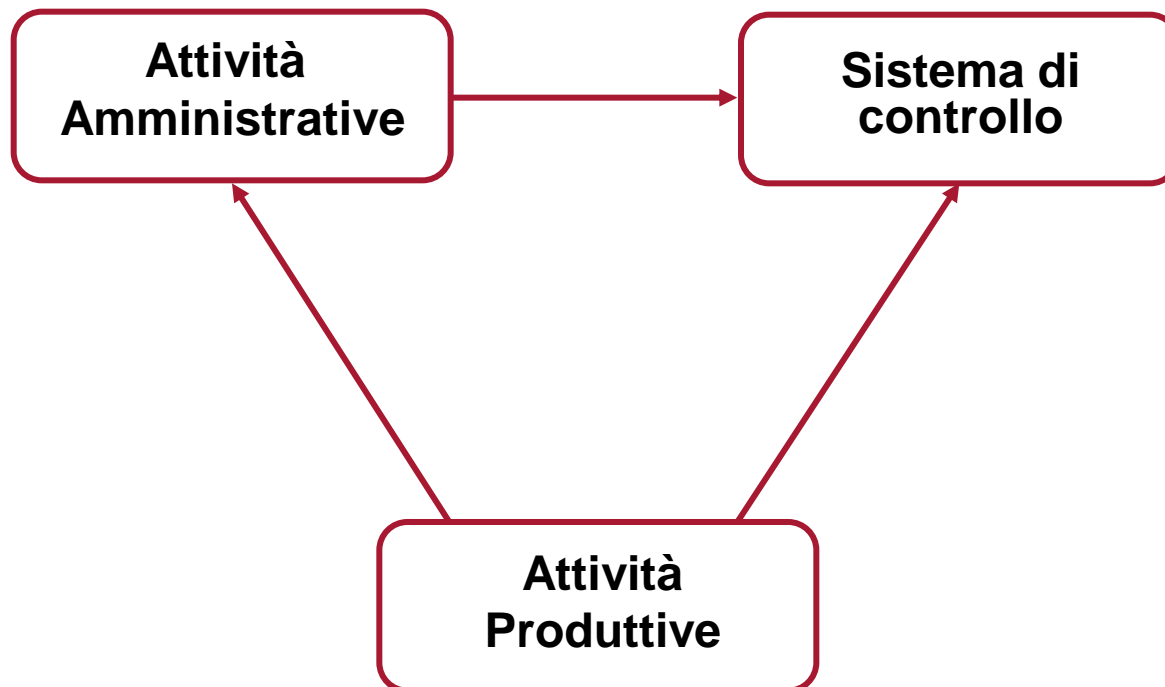 Attività
Amministrative
Sistema di
controllo
Attività
Produttive